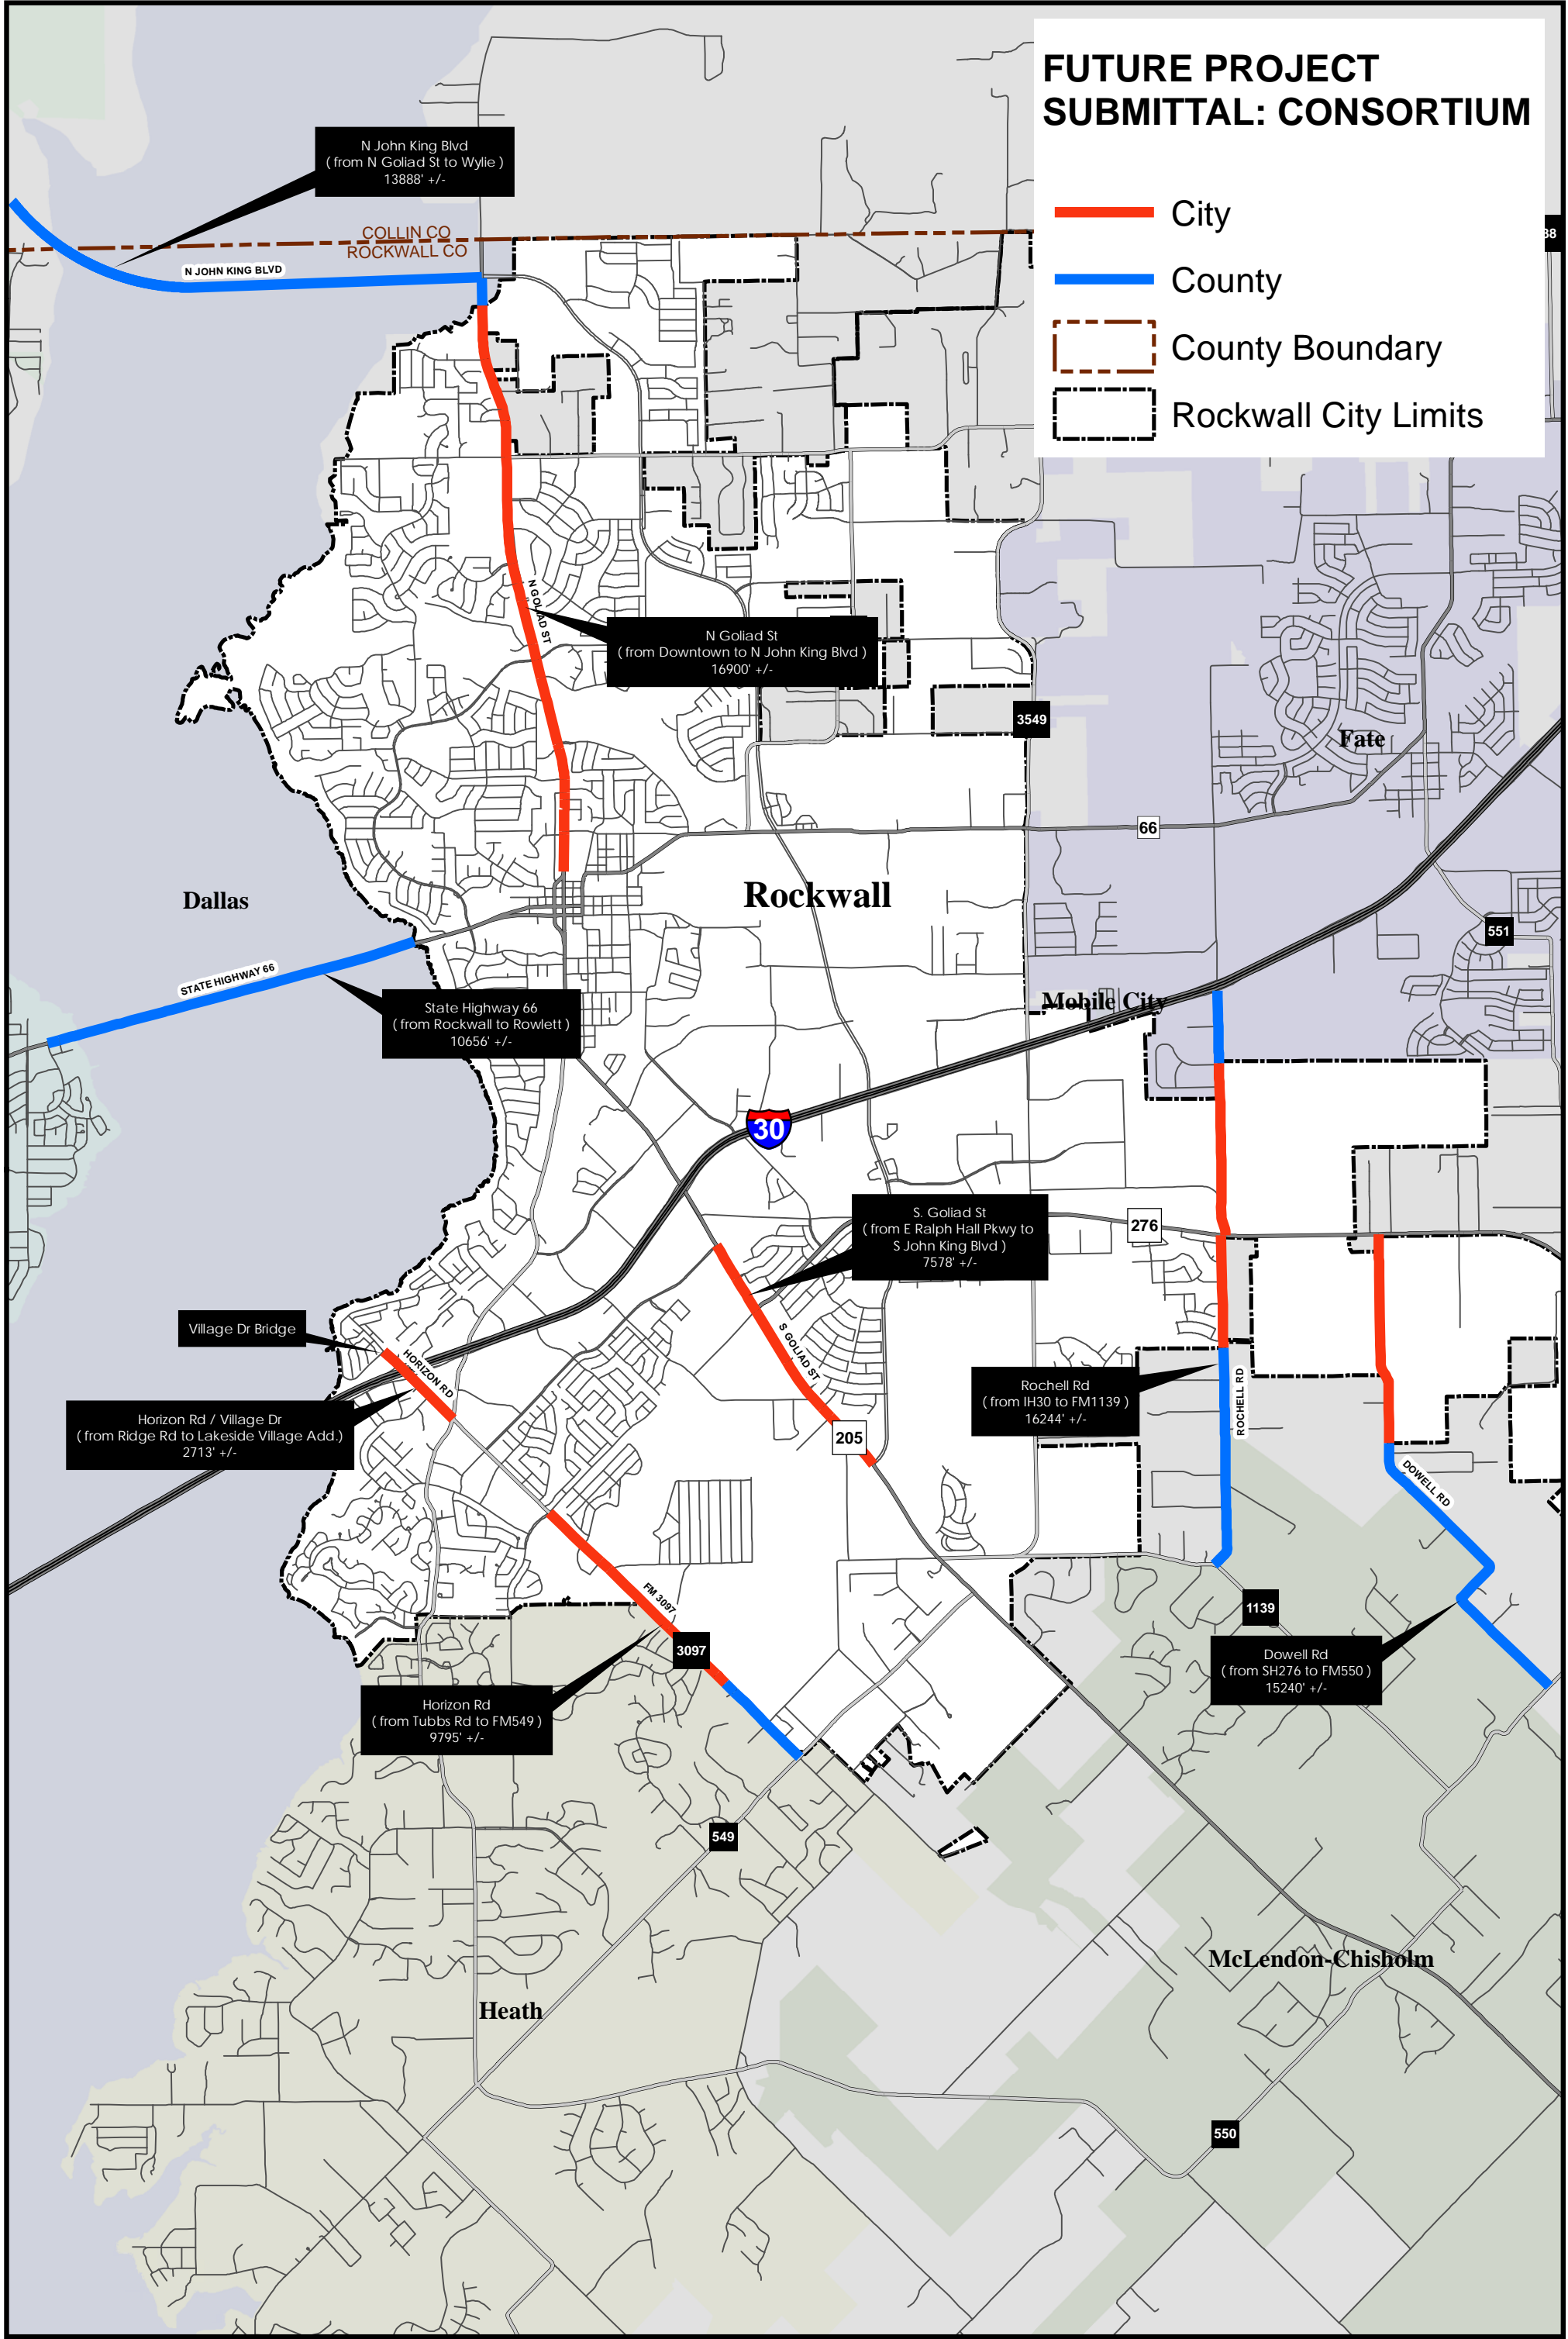 FUTURE PROJECT
SUBMITTAL: CONSORTIUM
City
County
County Boundary
Rockwall City Limits
N John King Blvd
( from N Goliad St to Wylie )
13888' +/-
COLLIN CO
ROCKWALL CO
N JOHN KING BLVD
N GOLIAD ST
N Goliad St
( from Downtown to N John King Blvd )
16900' +/-
3549
Fate
66
Dallas
Rockwall
551
STATE HIGHWAY 66
State Highway 66
( from Rockwall to Rowlett )
10656' +/-
Mobile City
30
S. Goliad St
( from E Ralph Hall Pkwy to
S John King Blvd )
7578' +/-
276
Village Dr Bridge
HORIZON RD
S GOLIAD ST
Rochell Rd
( from IH30 to FM1139 )
16244' +/-
ROCHELL RD
Horizon Rd / Village Dr
( from Ridge Rd to Lakeside Village Add.)
2713' +/-
205
DOWELL RD
FM 3097
3097
1139
Dowell Rd
( from SH276 to FM550 )
15240' +/-
Horizon Rd
( from Tubbs Rd to FM549 )
9795' +/-
549
McLendon-Chisholm
Heath
550